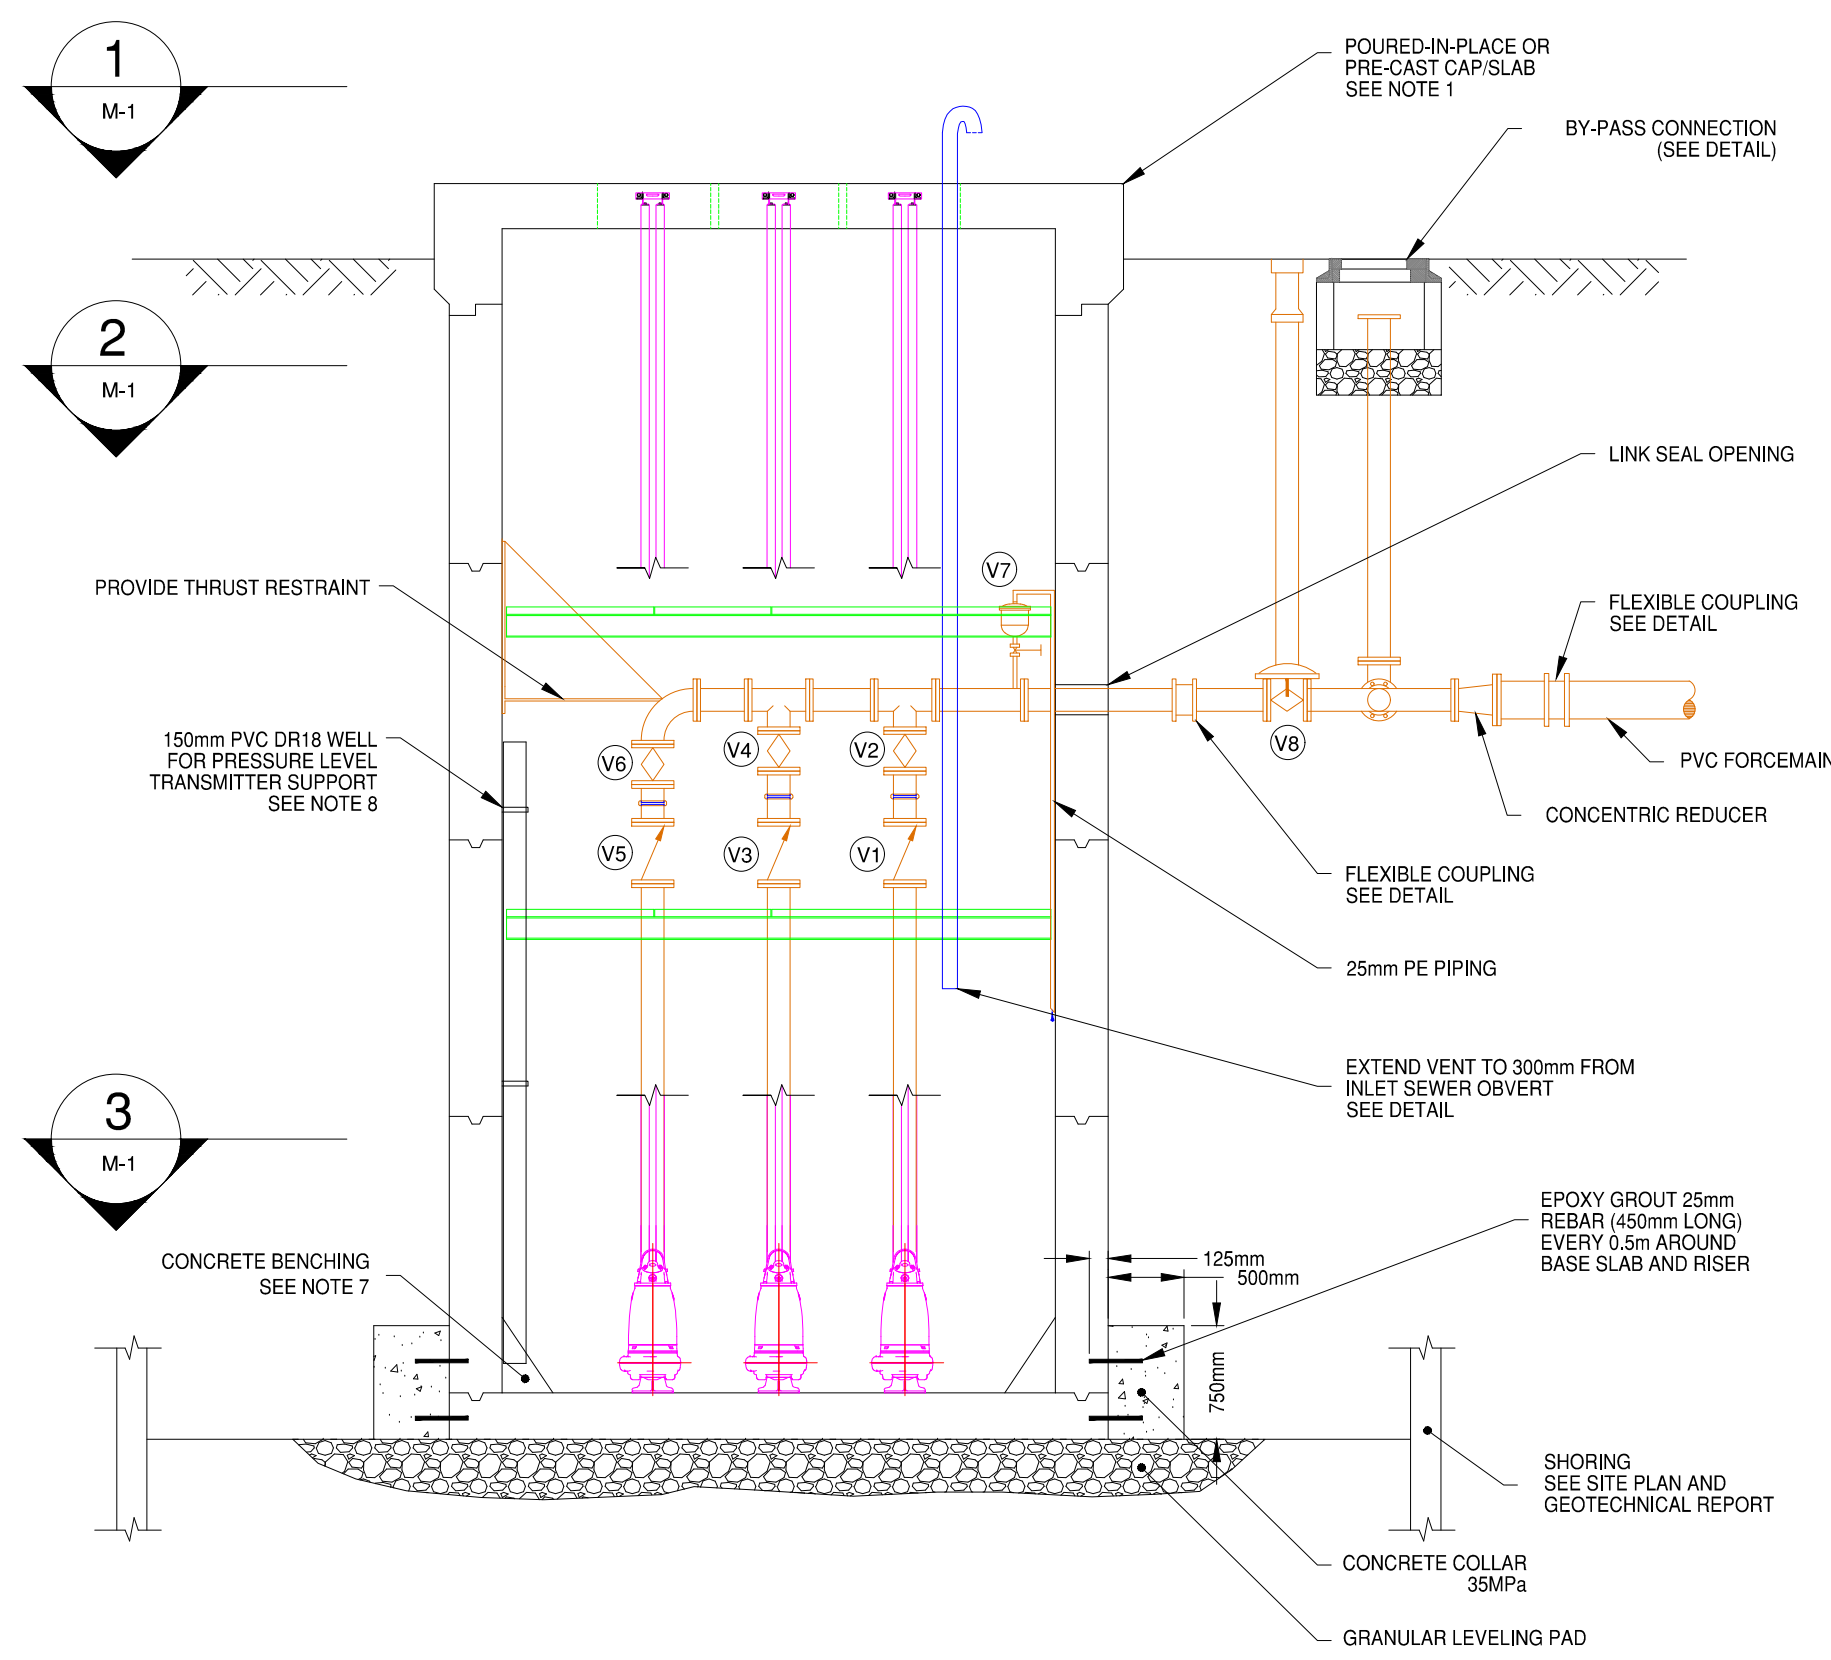 1
M-1
POURED-IN-PLACE OR
PRE-CAST CAP/SLAB
SEE NOTE 1
BY-PASS CONNECTION
(SEE DETAIL)
2
M-1
LINK SEAL OPENING
PROVIDE THRUST RESTRAINT
V7
FLEXIBLE COUPLING
SEE DETAIL
150mm PVC DR18 WELL
FOR PRESSURE LEVEL
TRANSMITTER SUPPORT
SEE NOTE 8
V6
V4
V2
V8
PVC FORCEMAIN
CONCENTRIC REDUCER
V5
V3
V1
FLEXIBLE COUPLING
SEE DETAIL
25mm PE PIPING
EXTEND VENT TO 300mm FROM
INLET SEWER OBVERT
SEE DETAIL
3
M-1
EPOXY GROUT 25mm
REBAR (450mm LONG)
EVERY 0.5m AROUND
BASE SLAB AND RISER
CONCRETE BENCHING
SEE NOTE 7
125mm
500mm
750mm
SHORING
SEE SITE PLAN AND
GEOTECHNICAL REPORT
CONCRETE COLLAR
35MPa
GRANULAR LEVELING PAD